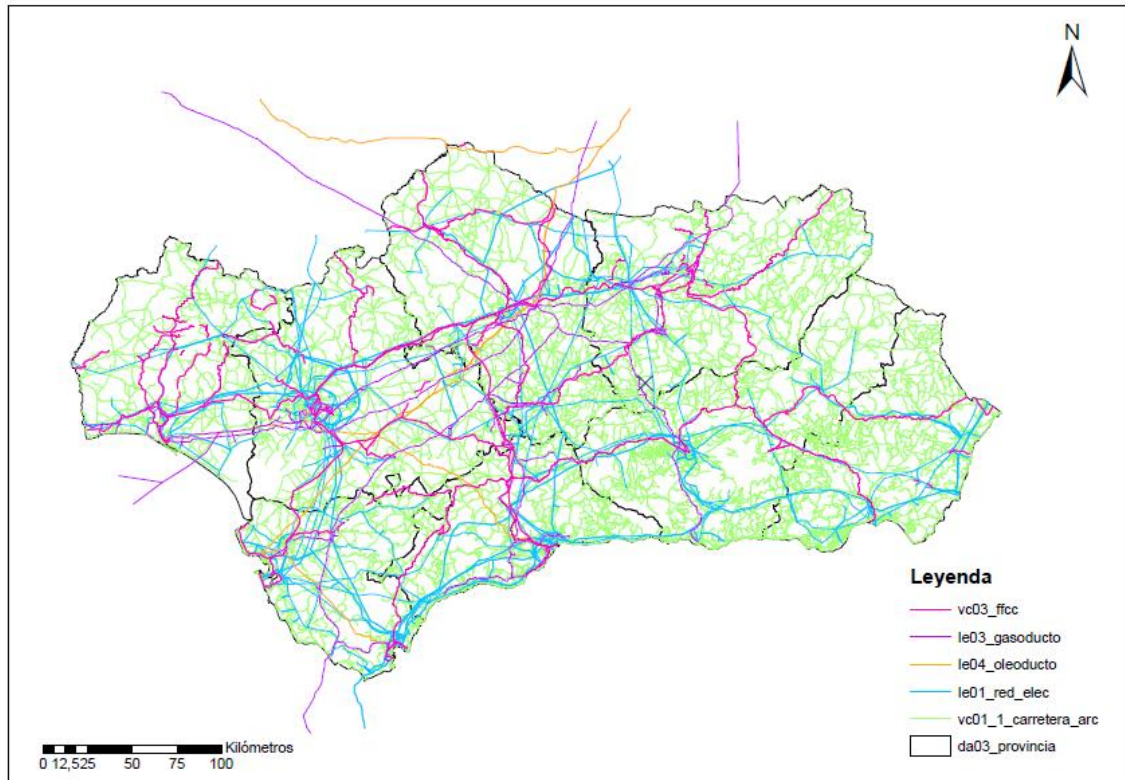 N
Leyenda
vc03_ffcc
le03_gasoducto
le04_oleoducto
le01_red_elec
vc01_1_carretera_arc
da03_provincia
Kilómetros
0 12,525 50 75 100